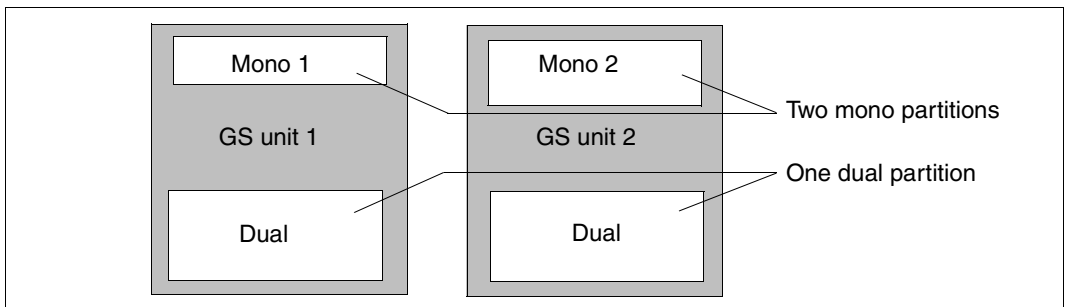 Mono 1
Mono 2
Two mono partitions
GS unit 1
GS unit 2
One dual partition
Dual
Dual